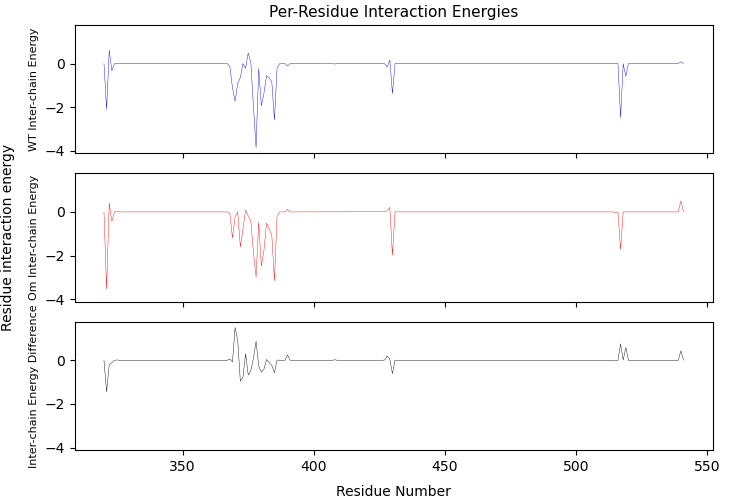 Per-Residue Interaction Energies
Residue interaction energy
WT Inter-chain Energy
0
−2
−4
Om Inter-chain Energy
0
−2
−4
Inter-chain Energy Difference
0
−2
−4
350 400 450 500 550
Residue Number